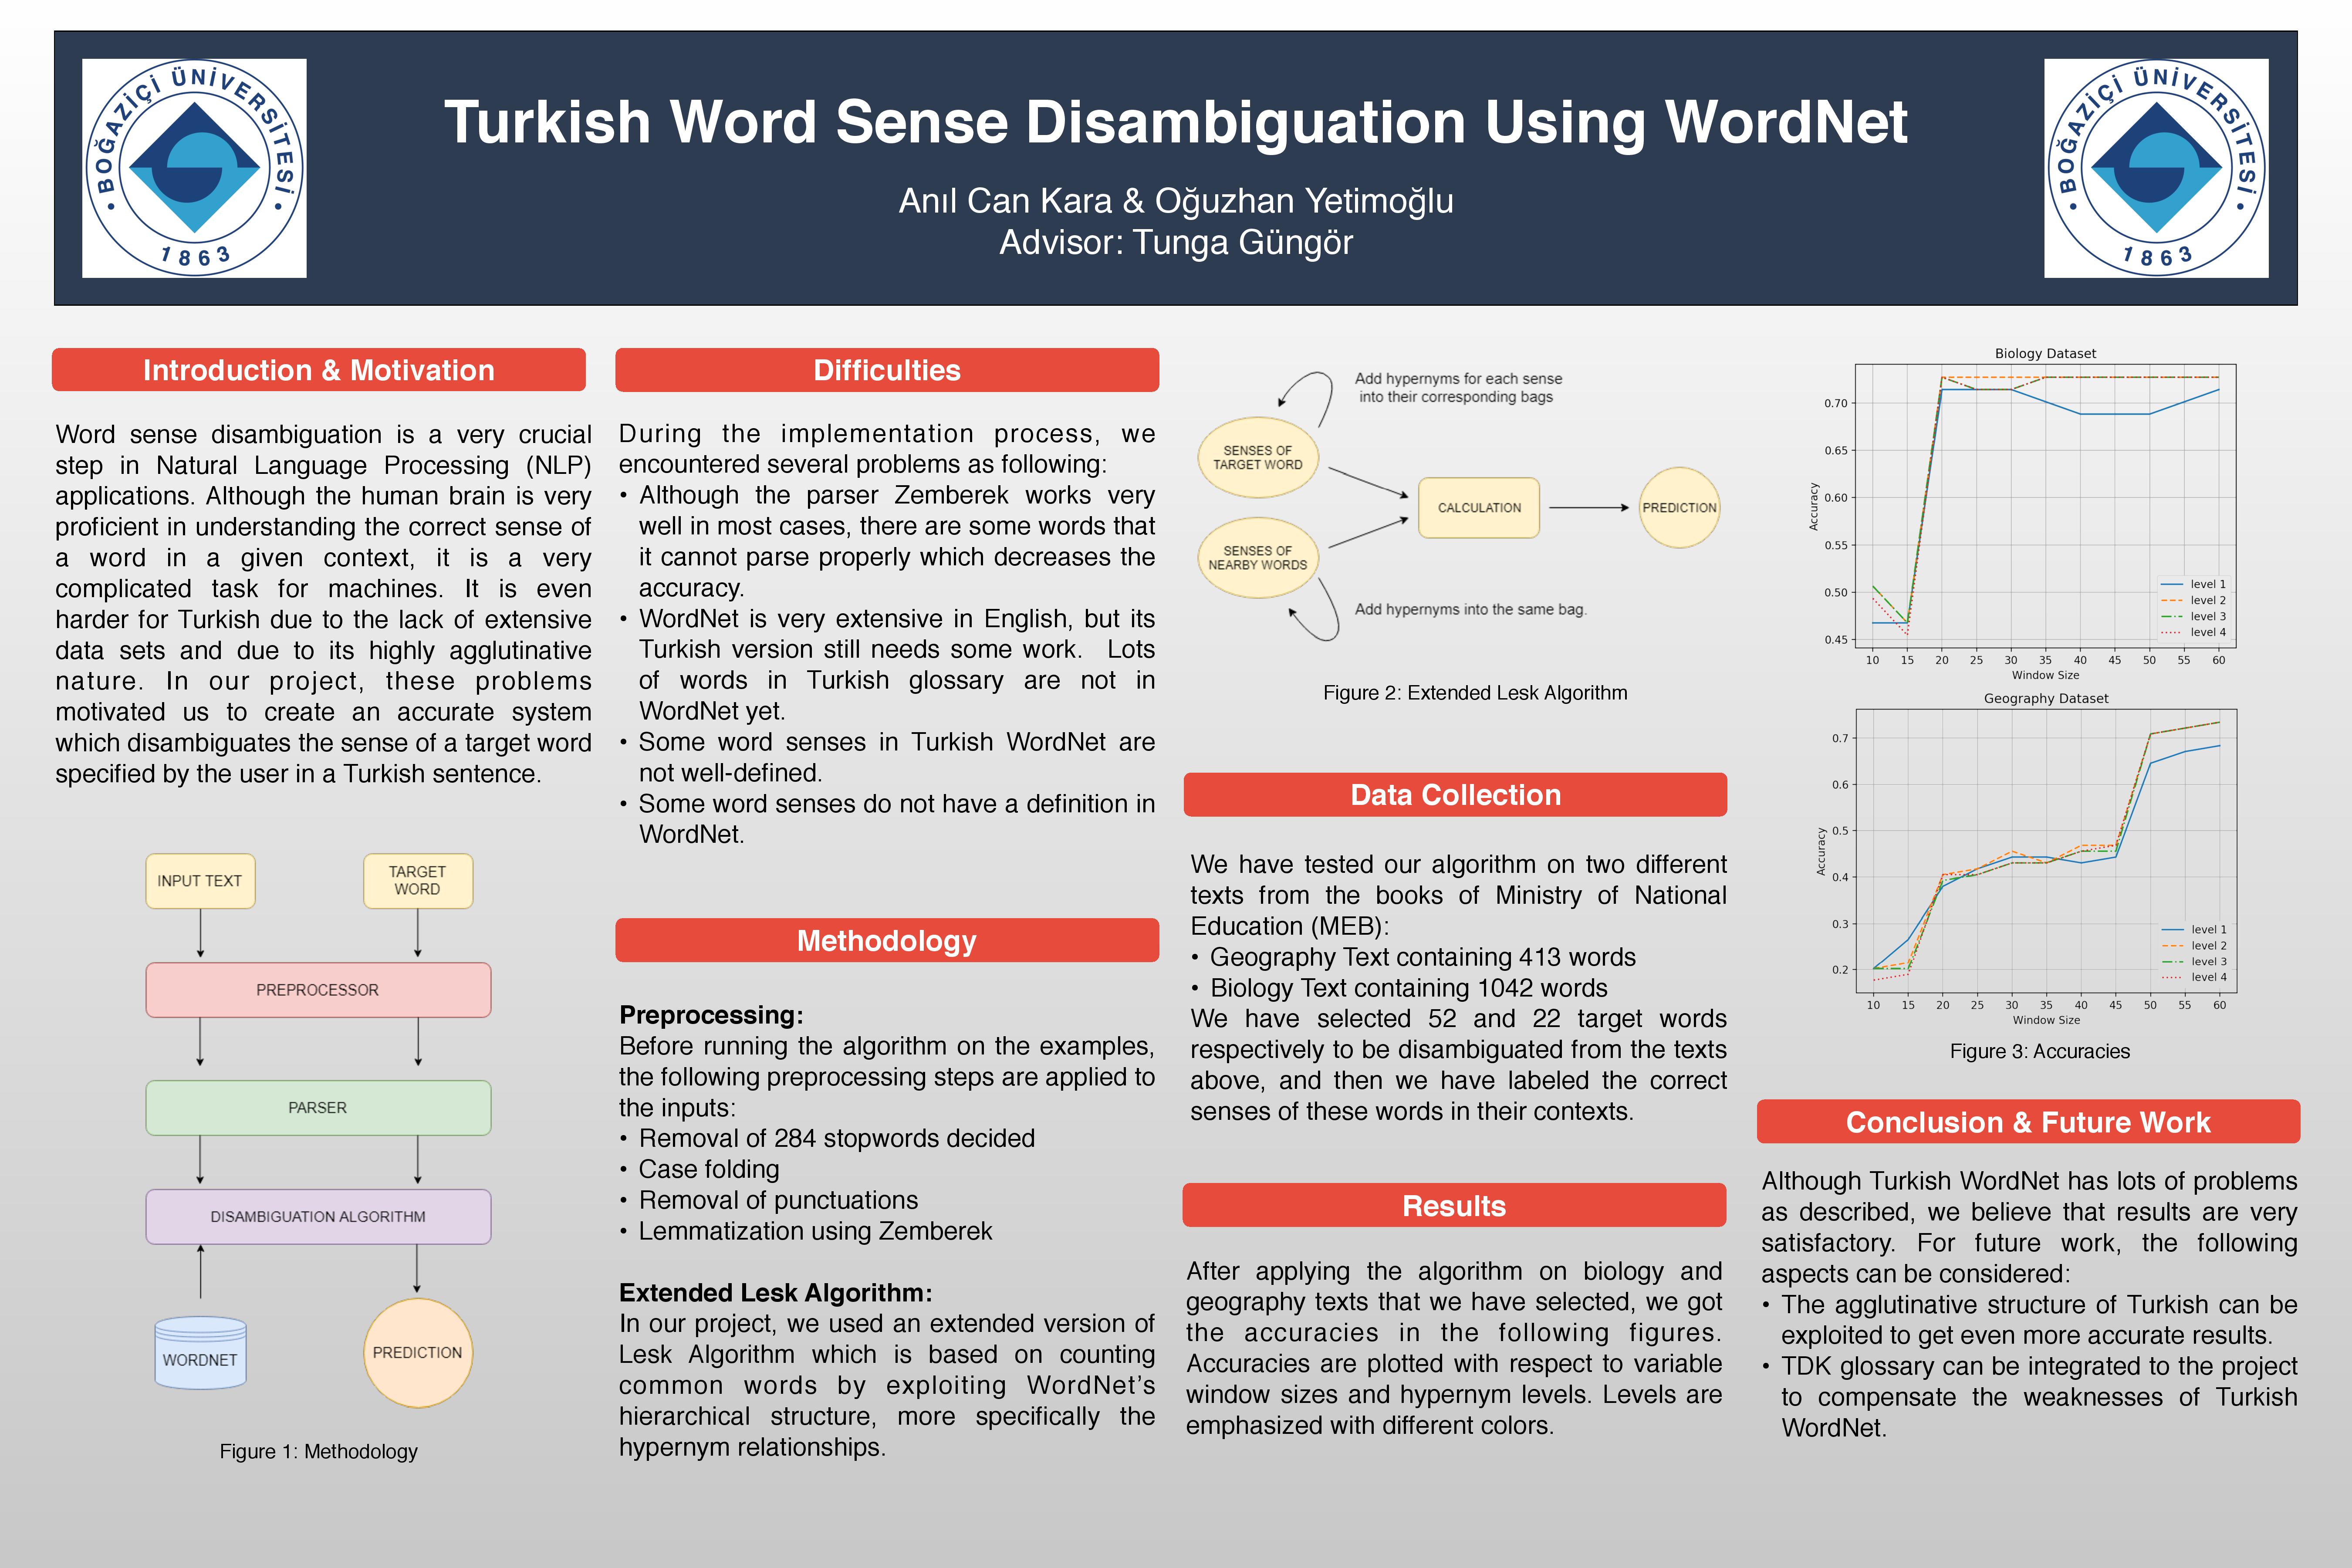 BOĞAZİÇİ ÜNİVERSİTESİ
1863
Turkish Word Sense Disambiguation Using WordNet
Anıl Can Kara & Oğuzhan Yetimoğlu
Advisor: Tunga Güngör
BOĞAZİÇİ ÜNİVERSİTESİ
1863
Introduction & Motivation
Word sense disambiguation is a very crucial
step in Natural Language Processing (NLP)
applications. Although the human brain is very
proficient in understanding the correct sense of
a word in a given context, it is a very
complicated task for machines. It is even
harder for Turkish due to the lack of extensive
data sets and due to its highly agglutinative
nature. In our project, these problems
motivated us to create an accurate system
which disambiguates the sense of a target word
specified by the user in a Turkish sentence.
INPUT TEXT
TARGET
WORD
PREPROCESSOR
PARSER
DISAMBIGUATION ALGORITHM
WORDNET
PREDICTION
Figure 1: Methodology
Difficulties
During the implementation process, we
encountered several problems as following:
• Although the parser Zemberek works very
well in most cases, there are some words that
it cannot parse properly which decreases the
accuracy.
• WordNet is very extensive in English, but its
Turkish version still needs some work. Lots
of words in Turkish glossary are not in
WordNet yet.
• Some word senses in Turkish WordNet are
not well-defined.
• Some word senses do not have a definition in
WordNet.
Methodology
Preprocessing:
Before running the algorithm on the examples,
the following preprocessing steps are applied to
the inputs:
• Removal of 284 stopwords decided
• Case folding
• Removal of punctuations
• Lemmatization using Zemberek
Extended Lesk Algorithm:
In our project, we used an extended version of
Lesk Algorithm which is based on counting
common words by exploiting WordNet's
hierarchical structure, more specifically the
hypernym relationships.
Add hypernyms for each sense
into their corresponding bags
SENSES OF
TARGET WORD
CALCULATION
PREDICTION
SENSES OF
NEARBY WORDS
Add hypernyms into the same bag.
Figure 2: Extended Lesk Algorithm
Data Collection
We have tested our algorithm on two different
texts from the books of Ministry of National
Education (MEB):
• Geography Text containing 413 words
• Biology Text containing 1042 words
We have selected 52 and 22 target words
respectively to be disambiguated from the texts
above, and then we have labeled the correct
senses of these words in their contexts.
Results
After applying the algorithm on biology and
geography texts that we have selected, we got
the accuracies in the following figures.
Accuracies are plotted with respect to variable
window sizes and hypernym levels. Levels are
emphasized with different colors.
Biology Dataset
Accuracy
0.70
0.65
0.60
0.55
0.50
0.45
level 1
level 2
level 3
level 4
10 15 20 25 30 35 40 45 50 55 60
Window Size
Geography Dataset
Accuracy
0.7
0.6
0.5
0.4
0.3
0.2
level 1
level 2
level 3
level 4
10 15 20 25 30 35 40 45 50 55 60
Window Size
Figure 3: Accuracies
Conclusion & Future Work
Although Turkish WordNet has lots of problems
as described, we believe that results are very
satisfactory. For future work, the following
aspects can be considered:
• The agglutinative structure of Turkish can be
exploited to get even more accurate results.
• TDK glossary can be integrated to the project
to compensate the weaknesses of Turkish
WordNet.